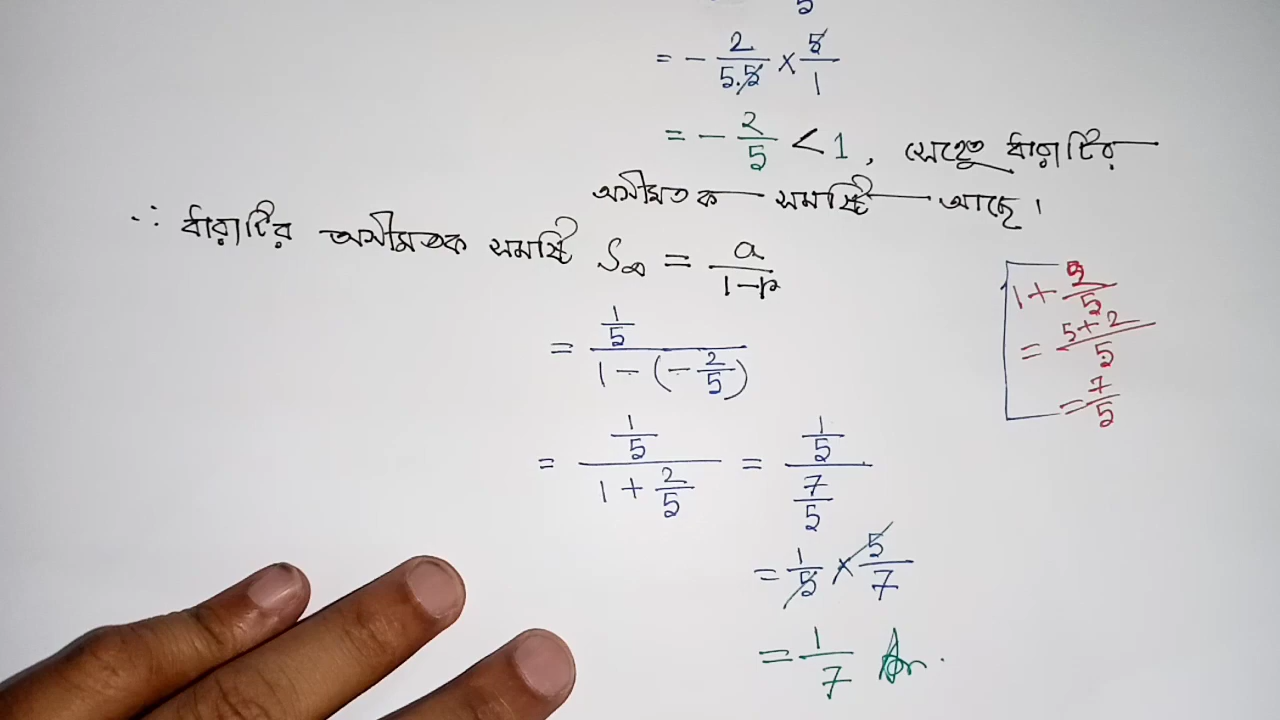 5
= - 2/5.5 × 5/1
= - 2/5 < 1, সেহেতু ধারাটির
অসীমতক সমষ্টি আছে।
∴ ধারাটির অসীমতক সমষ্টি S∞ = a/1-r
= 1/5 / 1-(-2/5)
= 1/5 / 1+2/5 = 1/5 / 7/5
= 1/5 × 5/7
= 1/7 An.
1+2/5
= 5+2/5
= 7/5